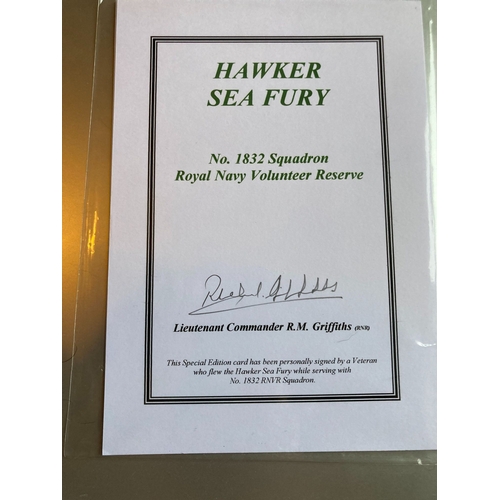 HAWKER
SEA FURY
No. 1832 Squadron
Royal Navy Volunteer Reserve
Lieutenant Commander R.M. Griffiths (RNR)
This Special Edition card has been personally signed by a Veteran
who flew the Hawker Sea Fury while serving with
No. 1832 RNVR Squadron.